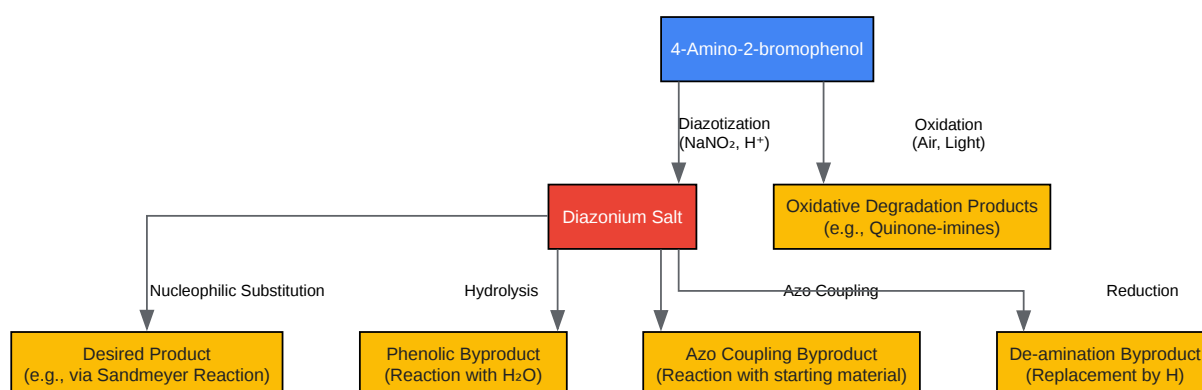 4-Amino-2-bromophenol
Diazotization
(NaNO₂, H⁺)
Oxidation
(Air, Light)
Diazonium Salt
Oxidative Degradation Products
(e.g., Quinone-imines)
Nucleophilic Substitution
Hydrolysis
Azo Coupling
Reduction
Desired Product
(e.g., via Sandmeyer Reaction)
Phenolic Byproduct
(Reaction with H₂O)
Azo Coupling Byproduct
(Reaction with starting material)
De-amination Byproduct
(Replacement by H)